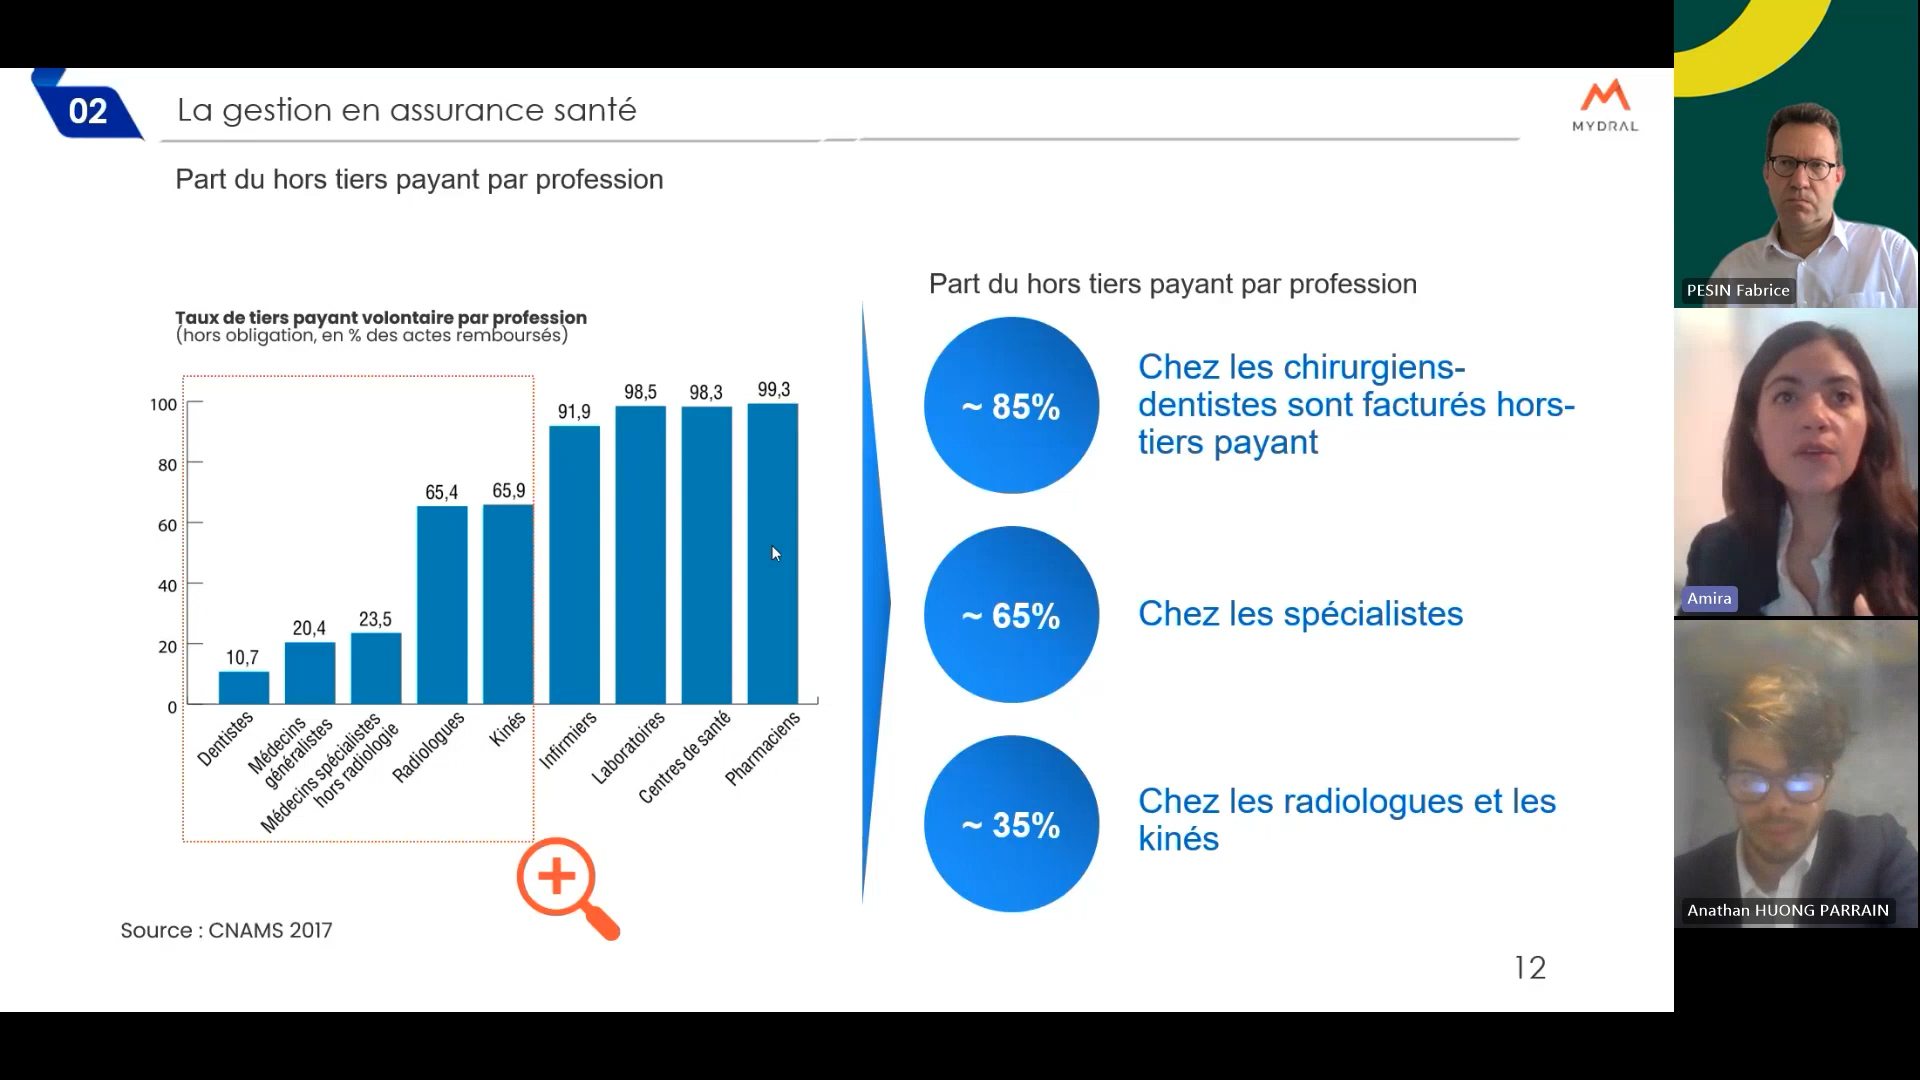 02
La gestion en assurance santé
MYDRAL
Part du hors tiers payant par profession
Taux de tiers payant volontaire par profession
(hors obligation, en % des actes remboursés)
100
80
60
40
20
0
10,7
20,4
23,5
65,4
65,9
91,9
98,5
98,3
99,3
Dentistes
Médecins
généralistes
Médecins spécialistes
hors radiologie
Radiologues
Kinés
Infirmiers
Laboratoires
Centres de santé
Pharmaciens
Source : CNAMS 2017
Part du hors tiers payant par profession
~ 85%
Chez les chirurgiens-
dentistes sont facturés hors-
tiers payant
~ 65%
Chez les spécialistes
~ 35%
Chez les radiologues et les
kinés
12
PESIN Fabrice
Amira
Anathan HUONG PARRAIN